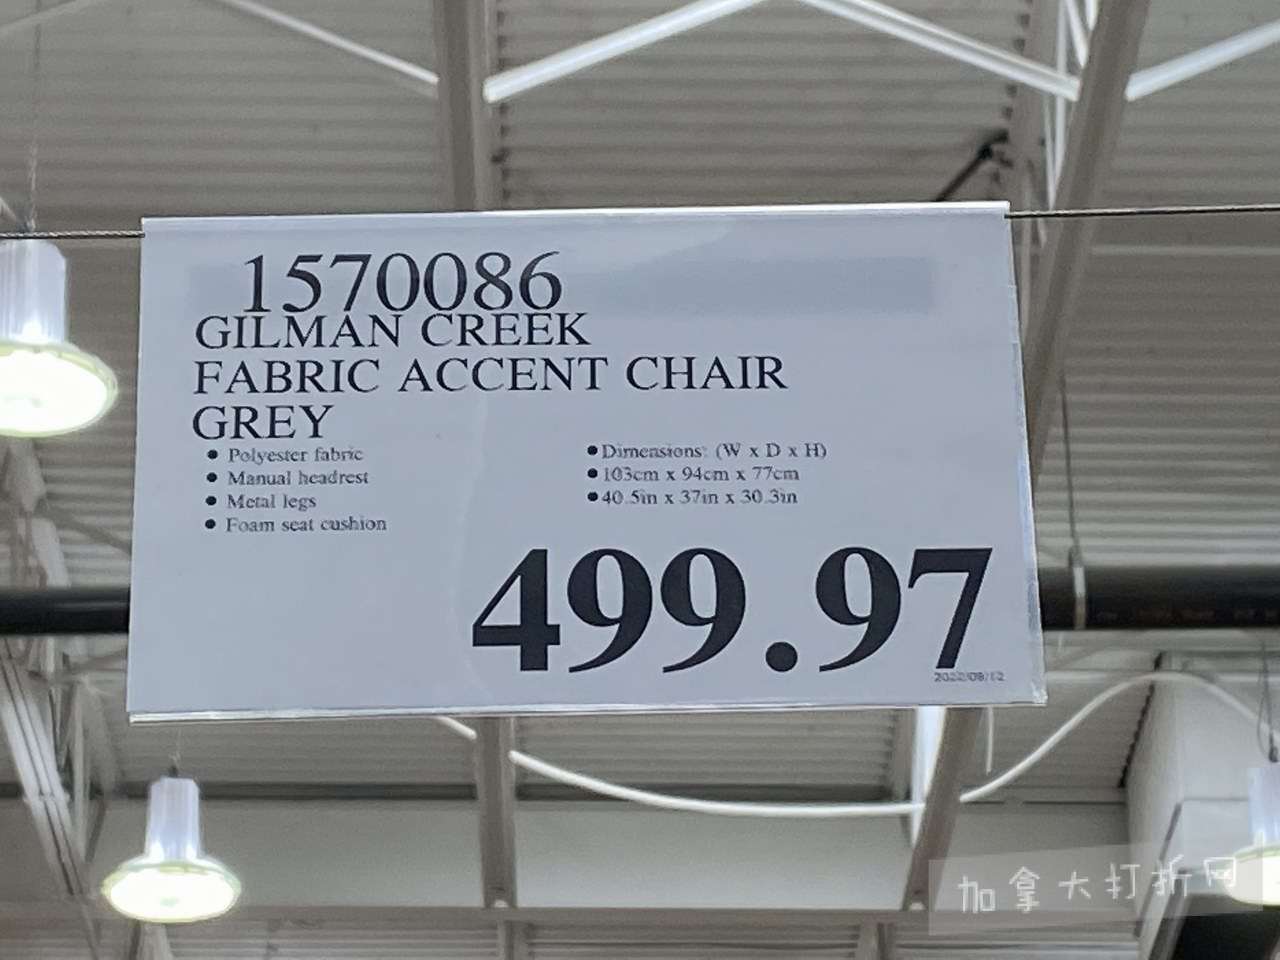 1570086
GILMAN CREEK
FABRIC ACCENT CHAIR
GREY
• Polyester fabric
• Manual headrest
• Metal legs
• Foam seat cushion
• Dimensions: (W x D x H)
• 103cm x 94cm x 77cm
• 40.5in x 37in x 30.3in
499.97
2022/08/12
加拿大打折网